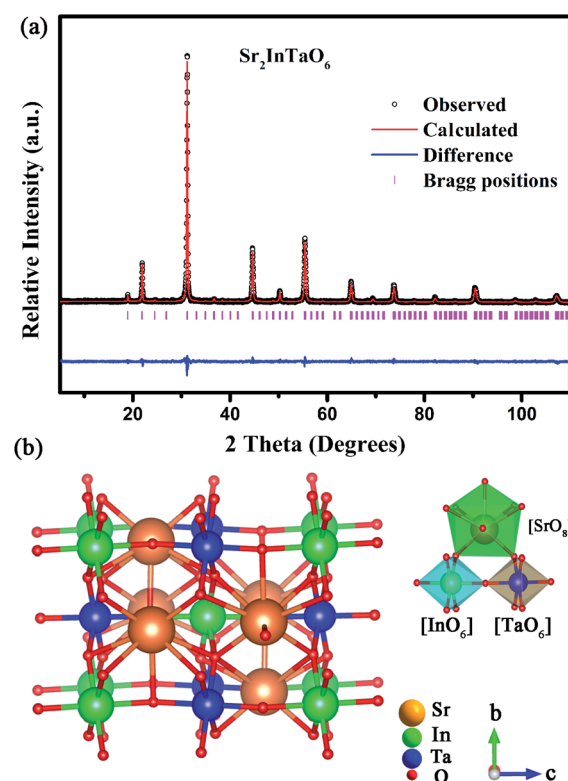 (a)
Sr₂InTaO₆
Observed
Calculated
Difference
Bragg positions
Relative Intensity (a.u.)
20 40 60 80 100
2 Theta (Degrees)
(b)
[SrO₈
[InO₆] [TaO₆]
Sr
In
Ta
O
b
c